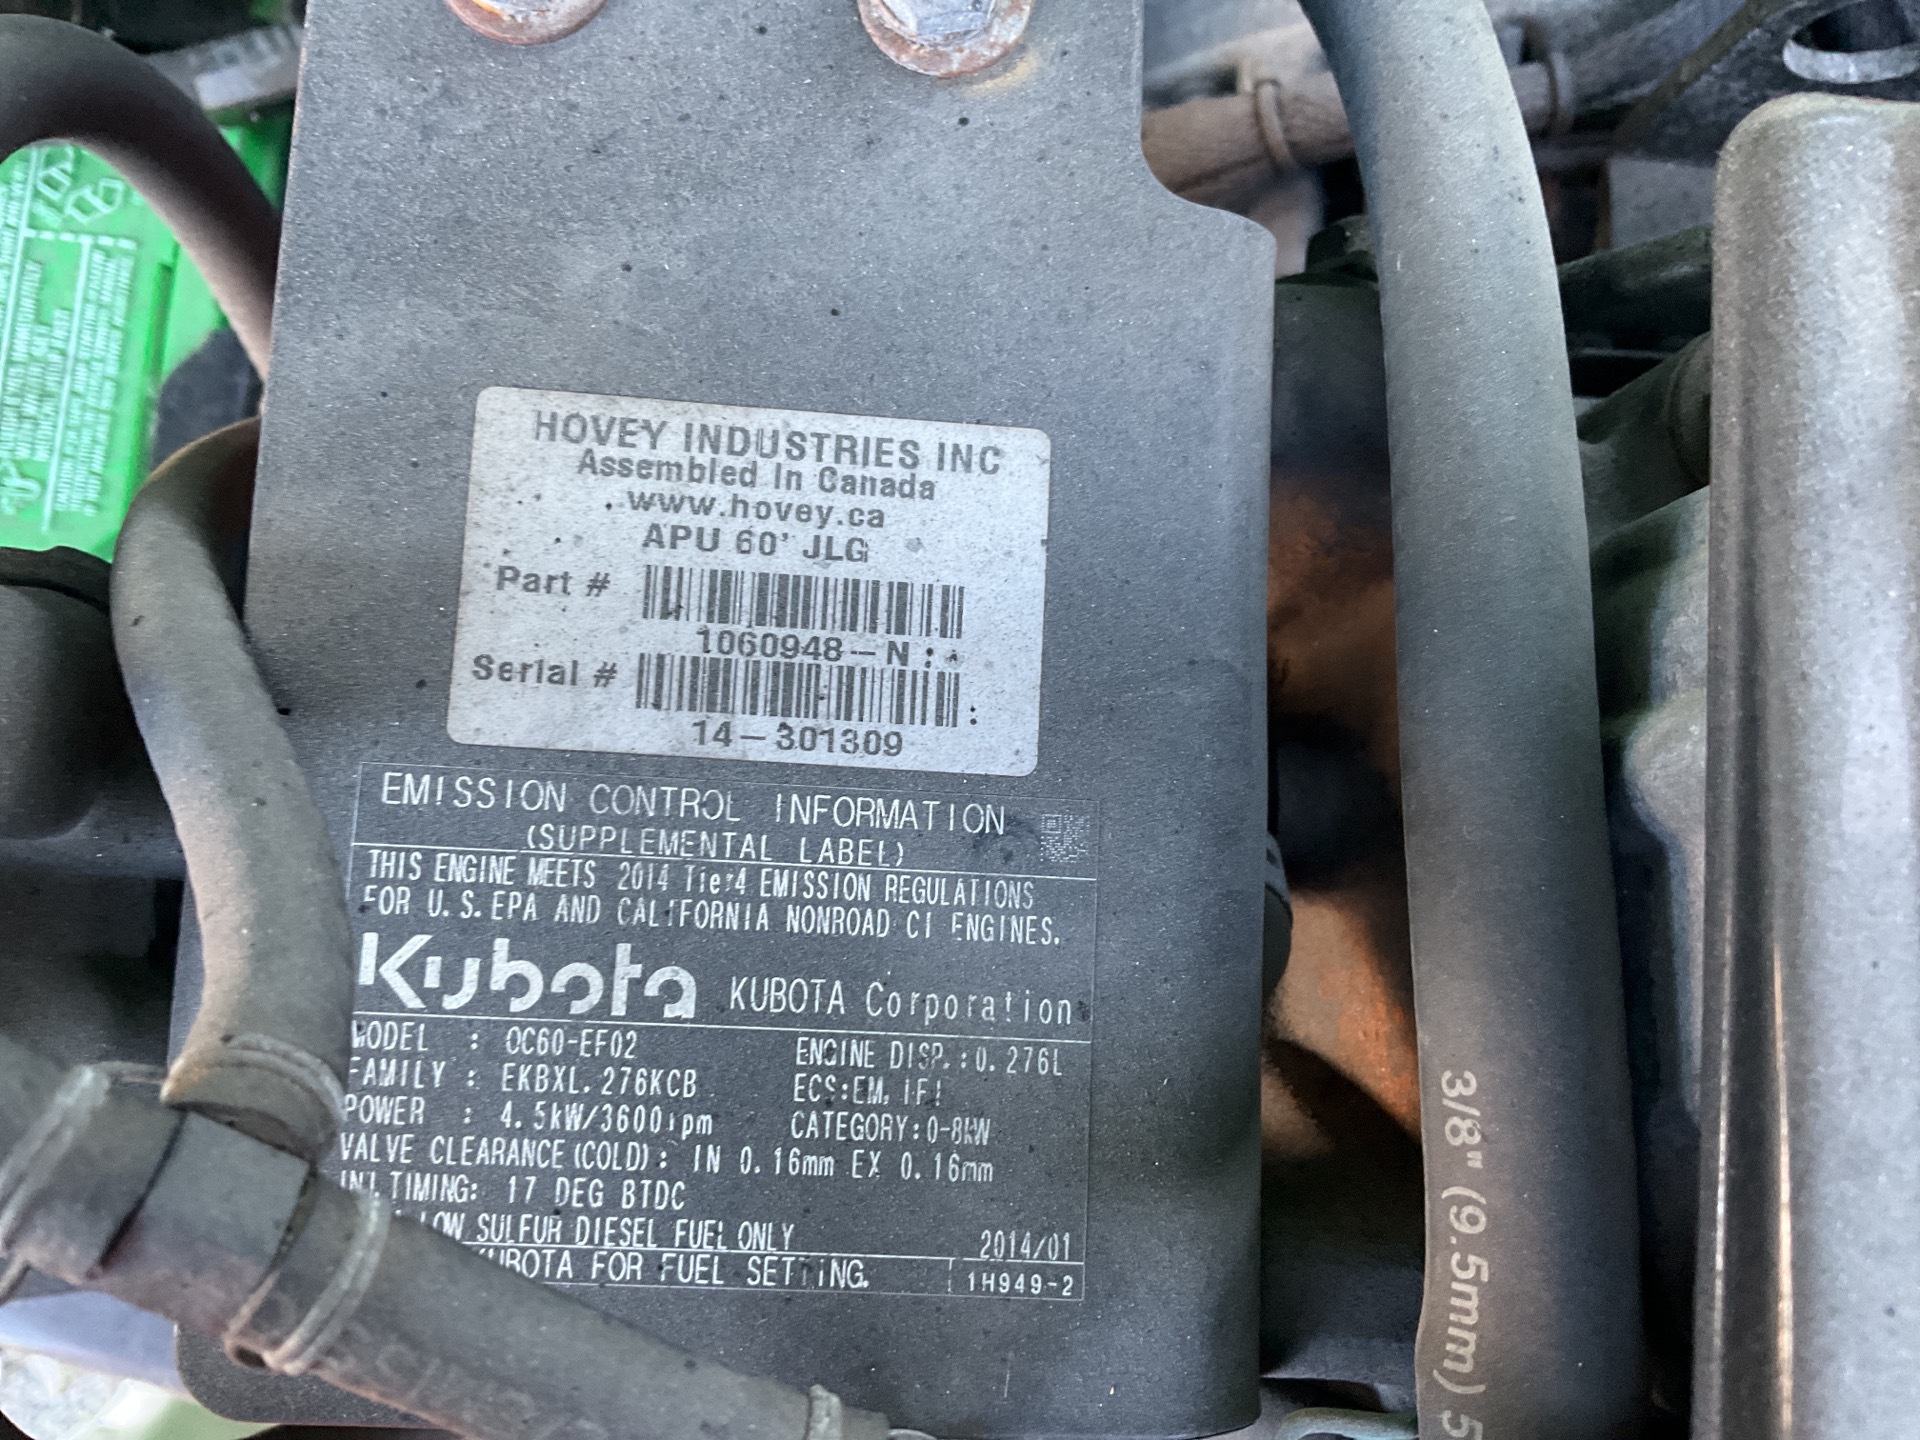 HOVEY INDUSTRIES INC
Assembled In Canada
www.hovey.ca
APU 60' JLG
Part #
1060948-N
Serial #
14-301309
EMISSION CONTROL INFORMATION
(SUPPLEMENTAL LABEL)
THIS ENGINE MEETS 2014 Tier4 EMISSION REGULATIONS
FOR U.S.EPA AND CALIFORNIA NONROAD CI ENGINES.
Kubota KUBOTA Corporation
MODEL : OC60-EF02 ENGINE DISP.:0.276L
FAMILY : EKBXL.276KCB ECS:EM, IFI
POWER : 4.5kW/3600rpm CATEGORY:0-8kW
VALVE CLEARANCE(COLD): IN 0.16mm EX 0.16mm
INJ.TIMING: 17 DEG BTDC
LOW SULFUR DIESEL FUEL ONLY 2014/01
KUBOTA FOR FUEL SETTING. 1H949-2
3/8" (9.5mm) 5